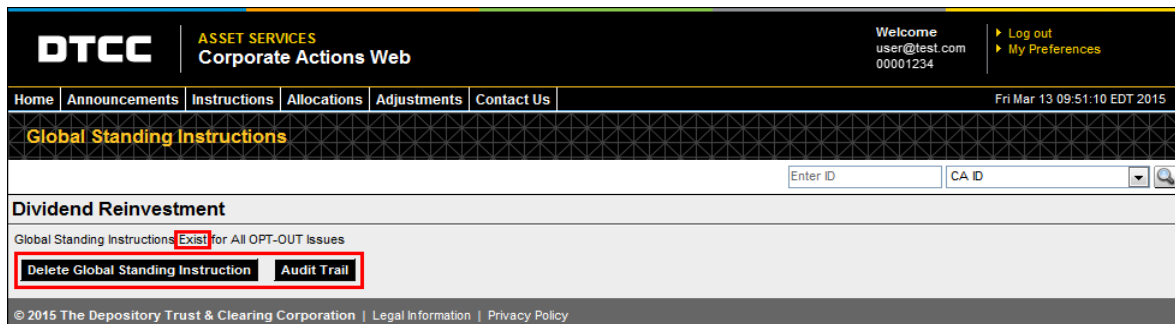 DTCC
ASSET SERVICES
Corporate Actions Web
Welcome
user@test.com
00001234
Log out
My Preferences
Home Announcements Instructions Allocations Adjustments Contact Us
Fri Mar 13 09:51:10 EDT 2015
Global Standing Instructions
Enter ID
CA ID
Dividend Reinvestment
Global Standing Instructions Exist for All OPT-OUT Issues
Delete Global Standing Instruction Audit Trail
© 2015 The Depository Trust & Clearing Corporation | Legal Information | Privacy Policy